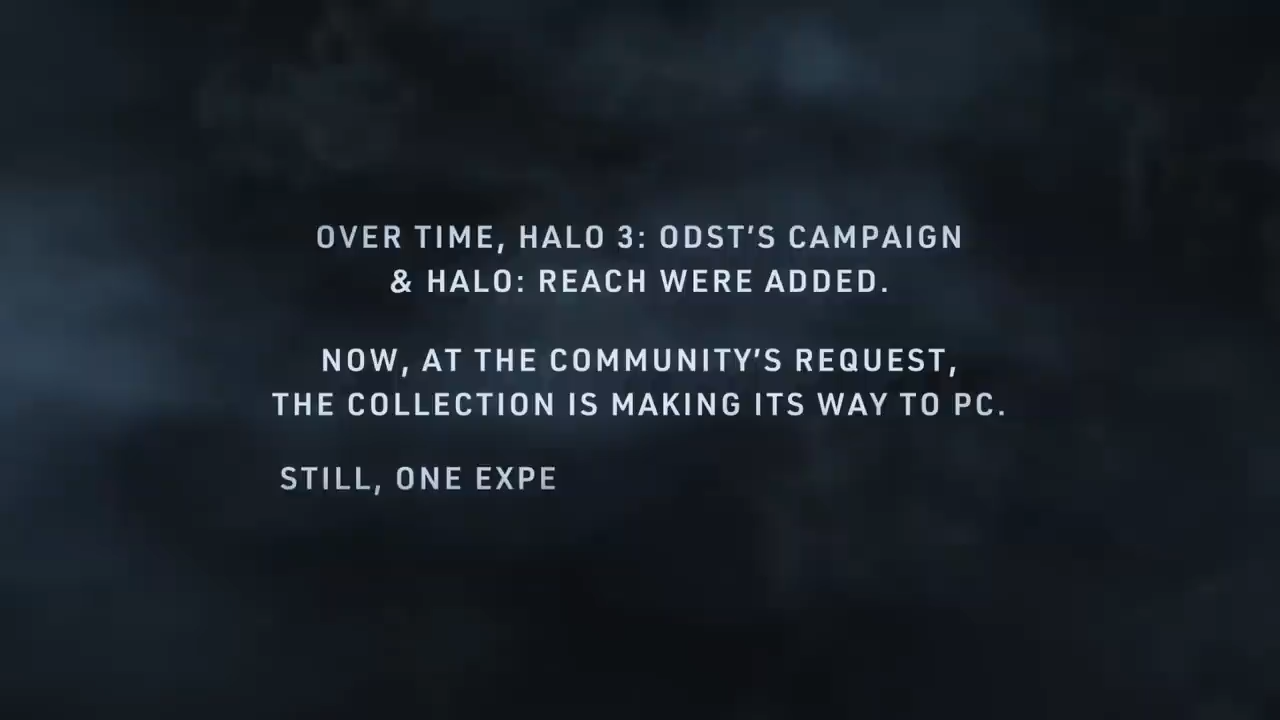 OVER TIME, HALO 3: ODST’S CAMPAIGN
& HALO: REACH WERE ADDED.
NOW, AT THE COMMUNITY’S REQUEST,
THE COLLECTION IS MAKING ITS WAY TO PC.
STILL, ONE EXPE